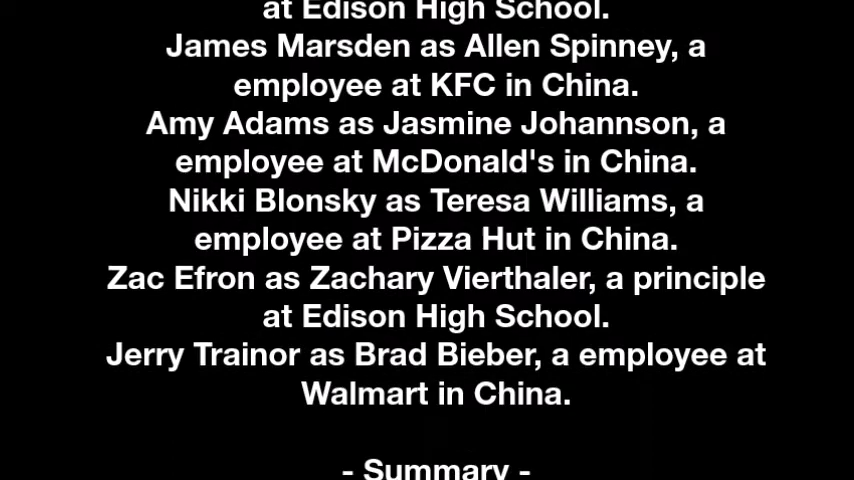 at Edison High School.
James Marsden as Allen Spinney, a
employee at KFC in China.
Amy Adams as Jasmine Johannson, a
employee at McDonald's in China.
Nikki Blonsky as Teresa Williams, a
employee at Pizza Hut in China.
Zac Efron as Zachary Vierthaler, a principle
at Edison High School.
Jerry Trainor as Brad Bieber, a employee at
Walmart in China.
- Summary -